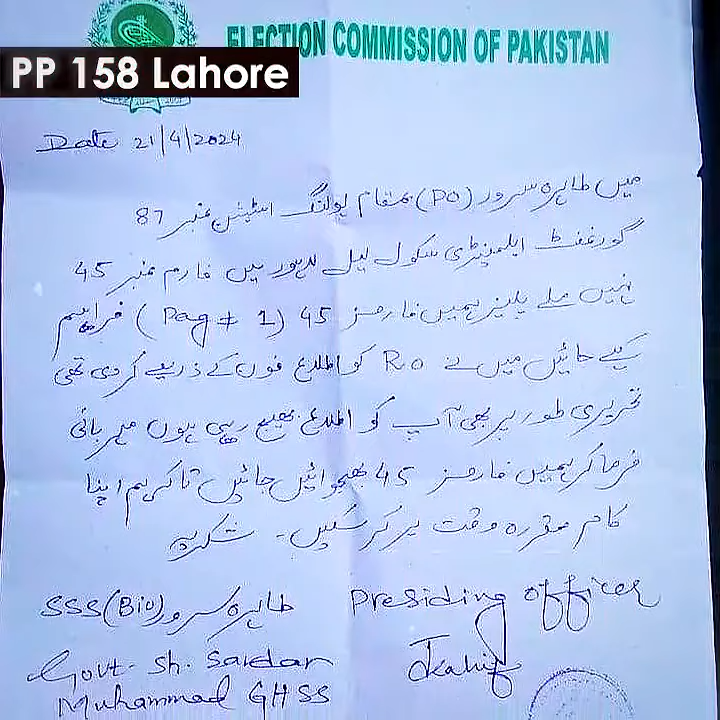 ELECTION COMMISSION OF PAKISTAN
PP 158 Lahore
Date 21/4/2024
میں طاہرہ سرور (PO) بمقام پولنگ اسٹیشن نمبر 87
گورنمنٹ ایلیمنٹری سکول لیل لاہور میں فارم نمبر 45
نہیں ملے پلیز ہمیں فارمز 45 (Pag # 1) فراہم
کیے جائیں میں نے R.O کو اطلاع فون کے ذریعے کر دی تھی
تحریری طور پر بھی آپ کو اطلاع بھیج رہی ہوں مہربانی
فرما کر ہمیں فارمز 45 بھجوائیں جائیں تاکہ ہم اپنا
کام مقررہ وقت پر کر سکیں۔ شکریہ
طاہرہ سرور SSS(Bio)
Presiding officer
Govt. Sh. Sardar
Muhammad GHSS